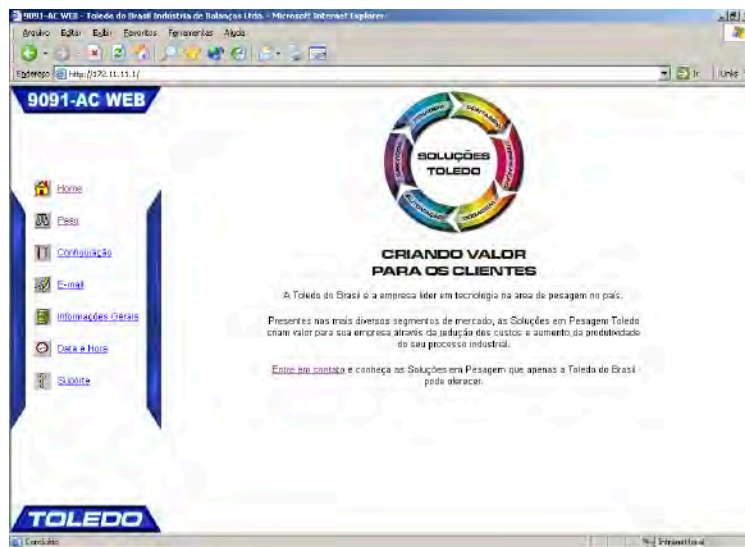 9091-AC WEB - Toledo do Brasil Indústria de Balanças Ltda. - Microsoft Internet Explorer
Arquivo Editar Exibir Favoritos Ferramentas Ajuda
Endereço http://172.11.11.1/ Ir Links
9091-AC WEB
SOLUÇÕES
TOLEDO
Home
Peso
Configuração
E-mail
Informações Gerais
Data e Hora
Suporte
CRIANDO VALOR
PARA OS CLIENTES
A Toledo do Brasil é a empresa líder em tecnologia na área de pesagem no país.
Presentes nos mais diversos segmentos de mercado, as Soluções em Pesagem Toledo
criam valor para sua empresa através da redução dos custos e aumento da produtividade
do seu processo industrial.
Entre em contato e conheça as Soluções em Pesagem que apenas a Toledo do Brasil
pode oferecer.
TOLEDO
Concluído
Intranet local